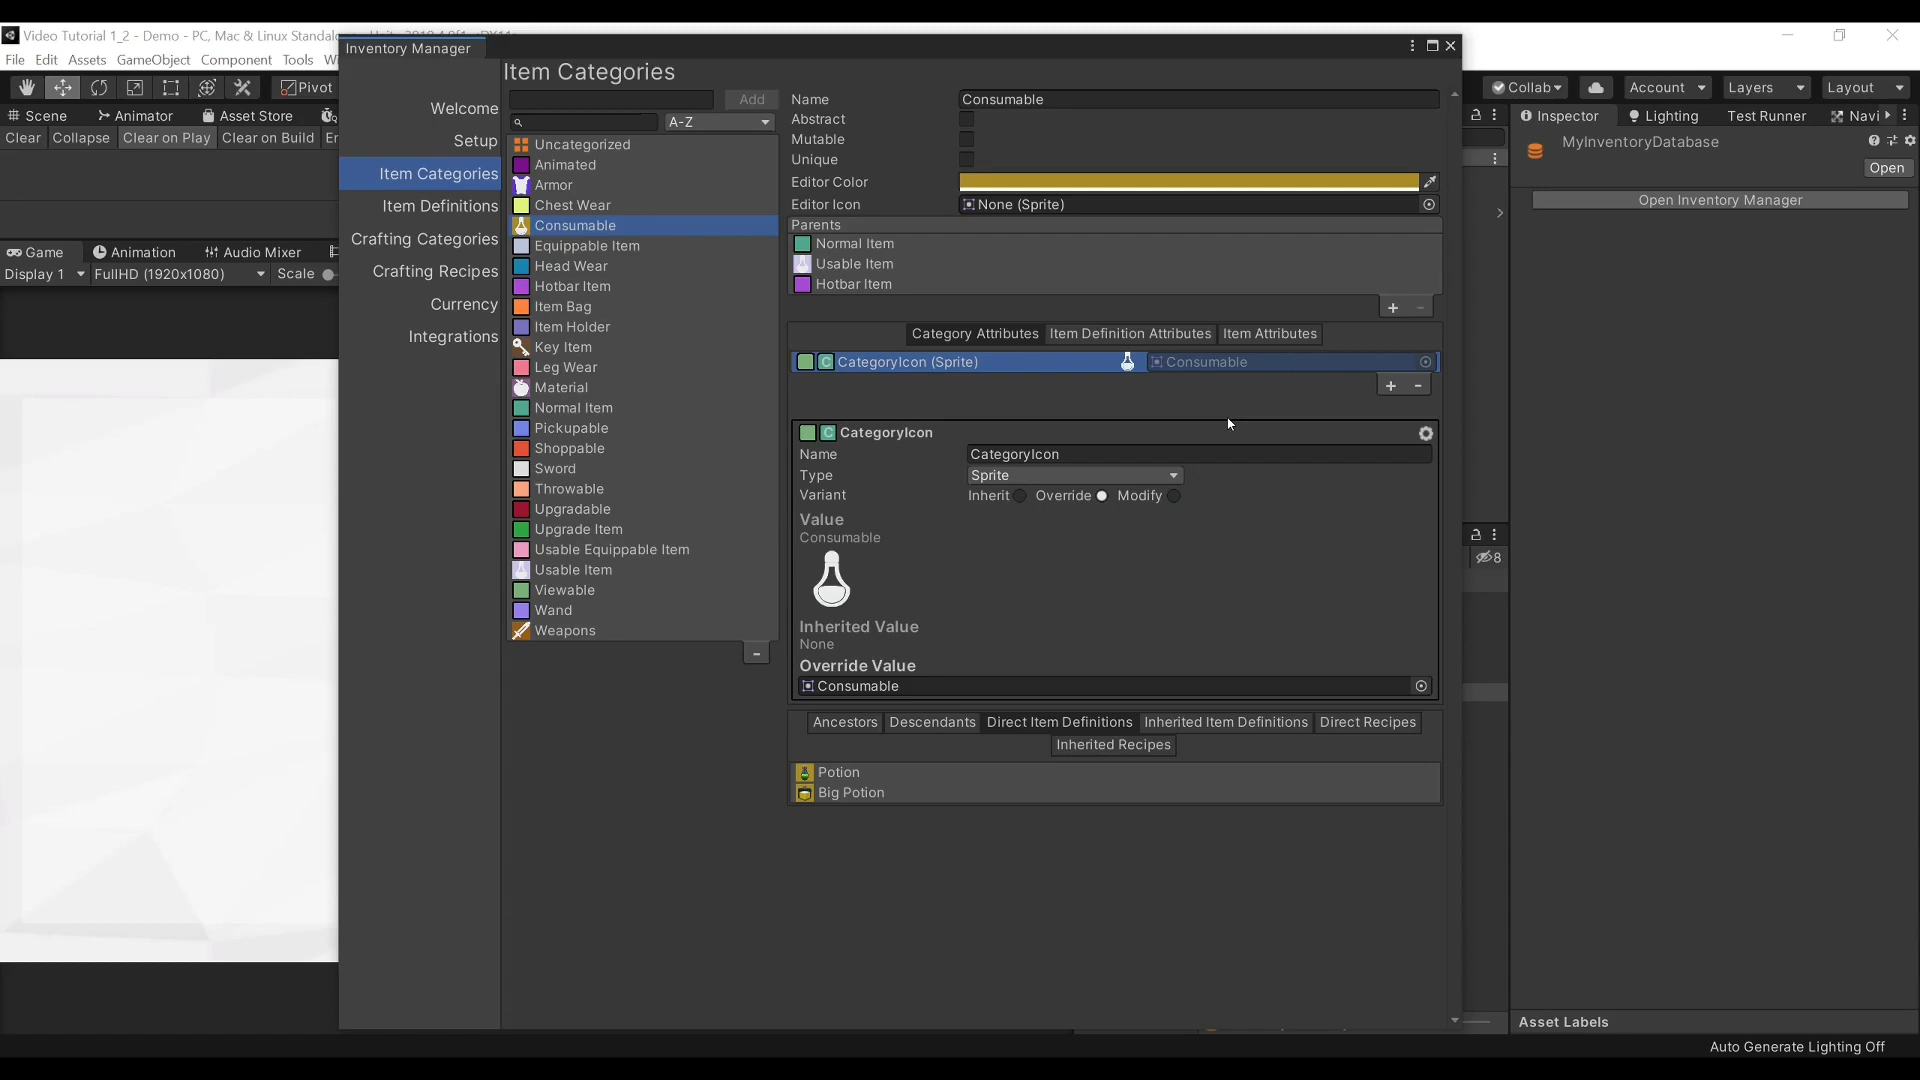 Video Tutorial 1_2 - Demo - PC, Mac & Linux Standalo
Inventory Manager
File Edit Assets GameObject Component Tools
Pivot
Collab Account Layers Layout
Scene Animator Asset Store
Clear Collapse Clear on Play Clear on Build
Game Animation Audio Mixer
Display 1 FullHD (1920x1080) Scale
Welcome
Setup
Item Categories
Item Definitions
Crafting Categories
Crafting Recipes
Currency
Integrations
Item Categories
Add
A-Z
Uncategorized
Animated
Armor
Chest Wear
Consumable
Equippable Item
Head Wear
Hotbar Item
Item Bag
Item Holder
Key Item
Leg Wear
Material
Normal Item
Pickupable
Shoppable
Sword
Throwable
Upgradable
Upgrade Item
Usable Equippable Item
Usable Item
Viewable
Wand
Weapons
-
Name Consumable
Abstract
Mutable
Unique
Editor Color
Editor Icon None (Sprite)
Parents
Normal Item
Usable Item
Hotbar Item
+ -
Category Attributes Item Definition Attributes Item Attributes
C CategoryIcon (Sprite) Consumable
+ -
C CategoryIcon
Name CategoryIcon
Type Sprite
Variant Inherit Override Modify
Value
Consumable
Inherited Value
None
Override Value
Consumable
Ancestors Descendants Direct Item Definitions Inherited Item Definitions Direct Recipes
Inherited Recipes
Potion
Big Potion
8
Inspector Lighting Test Runner Navi
MyInventoryDatabase
Open
Open Inventory Manager
Asset Labels
Auto Generate Lighting Off